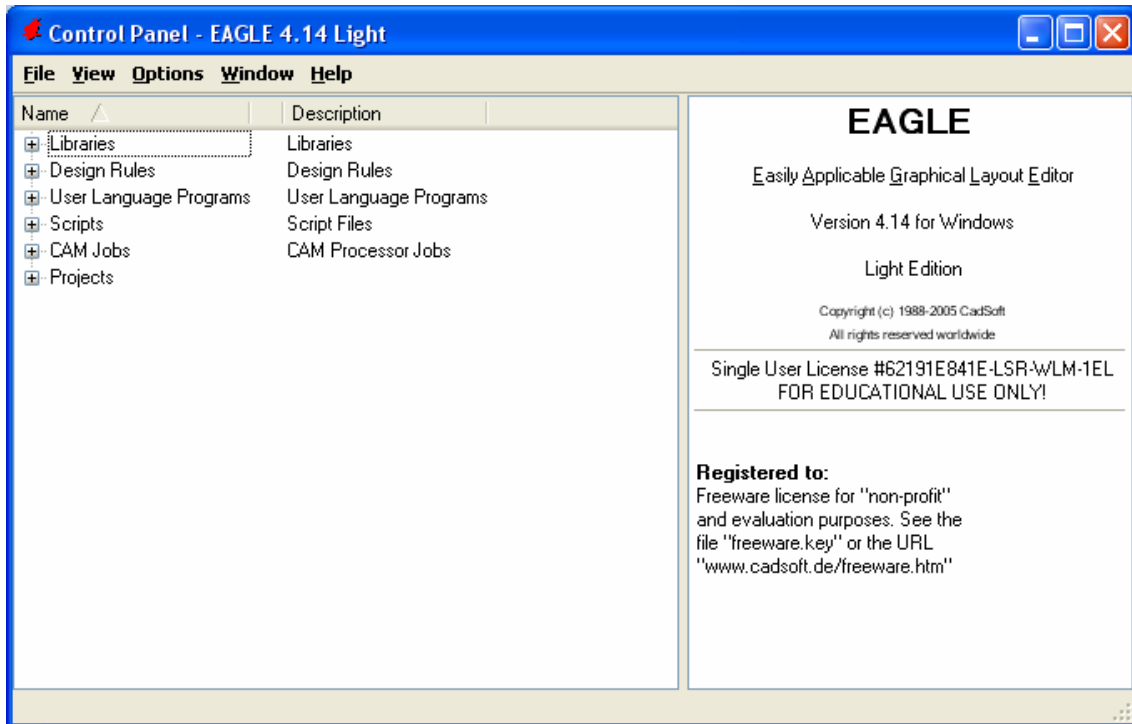 Control Panel - EAGLE 4.14 Light
File View Options Window Help
Name Description
Libraries Libraries
Design Rules Design Rules
User Language Programs User Language Programs
Scripts Script Files
CAM Jobs CAM Processor Jobs
Projects
EAGLE
Easily Applicable Graphical Layout Editor
Version 4.14 for Windows
Light Edition
Copyright (c) 1988-2005 CadSoft
All rights reserved worldwide
Single User License #62191E841E-LSR-WLM-1EL
FOR EDUCATIONAL USE ONLY!
Registered to:
Freeware license for "non-profit"
and evaluation purposes. See the
file "freeware.key" or the URL
"www.cadsoft.de/freeware.htm"